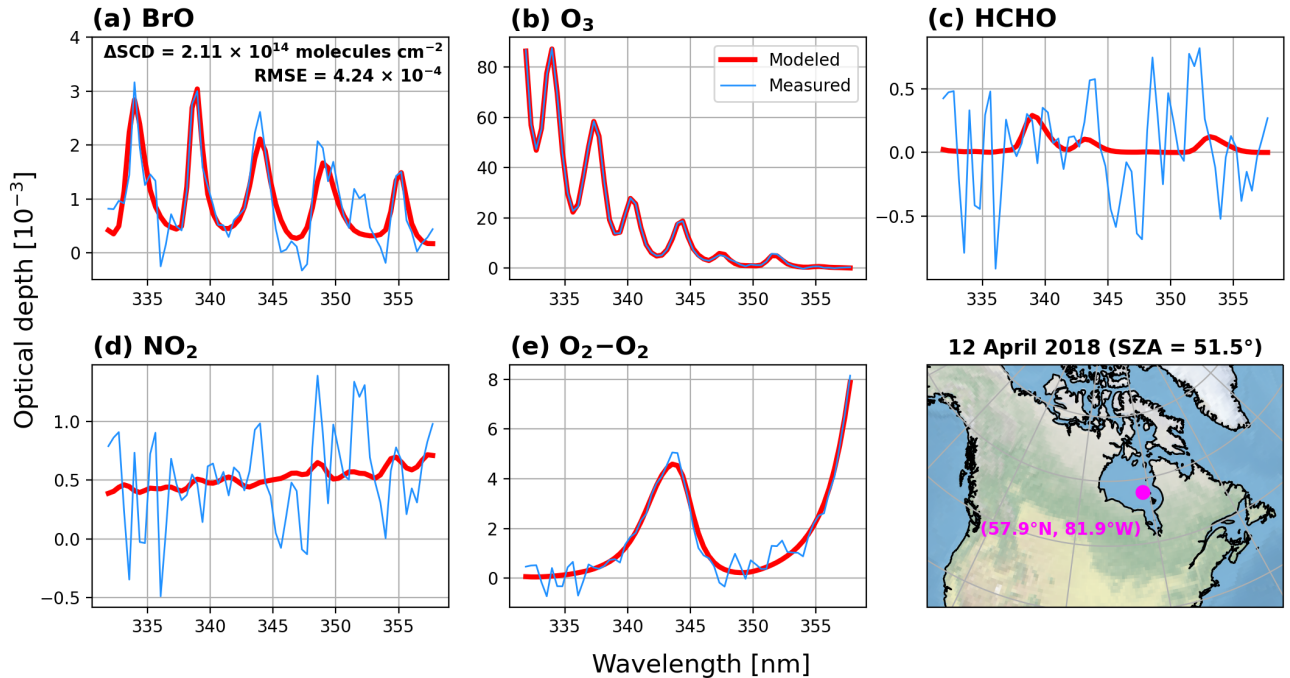 (a) BrO
ΔSCD = 2.11 × 10¹⁴ molecules cm⁻²
RMSE = 4.24 × 10⁻⁴
4
3
2
1
0
335 340 345 350 355
(b) O₃
Modeled
Measured
80
60
40
20
0
335 340 345 350 355
(c) HCHO
0.5
0.0
−0.5
335 340 345 350 355
Optical depth [10⁻³]
(d) NO₂
1.0
0.5
0.0
−0.5
335 340 345 350 355
(e) O₂−O₂
8
6
4
2
0
335 340 345 350 355
12 April 2018 (SZA = 51.5°)
(57.9°N, 81.9°W)
Wavelength [nm]